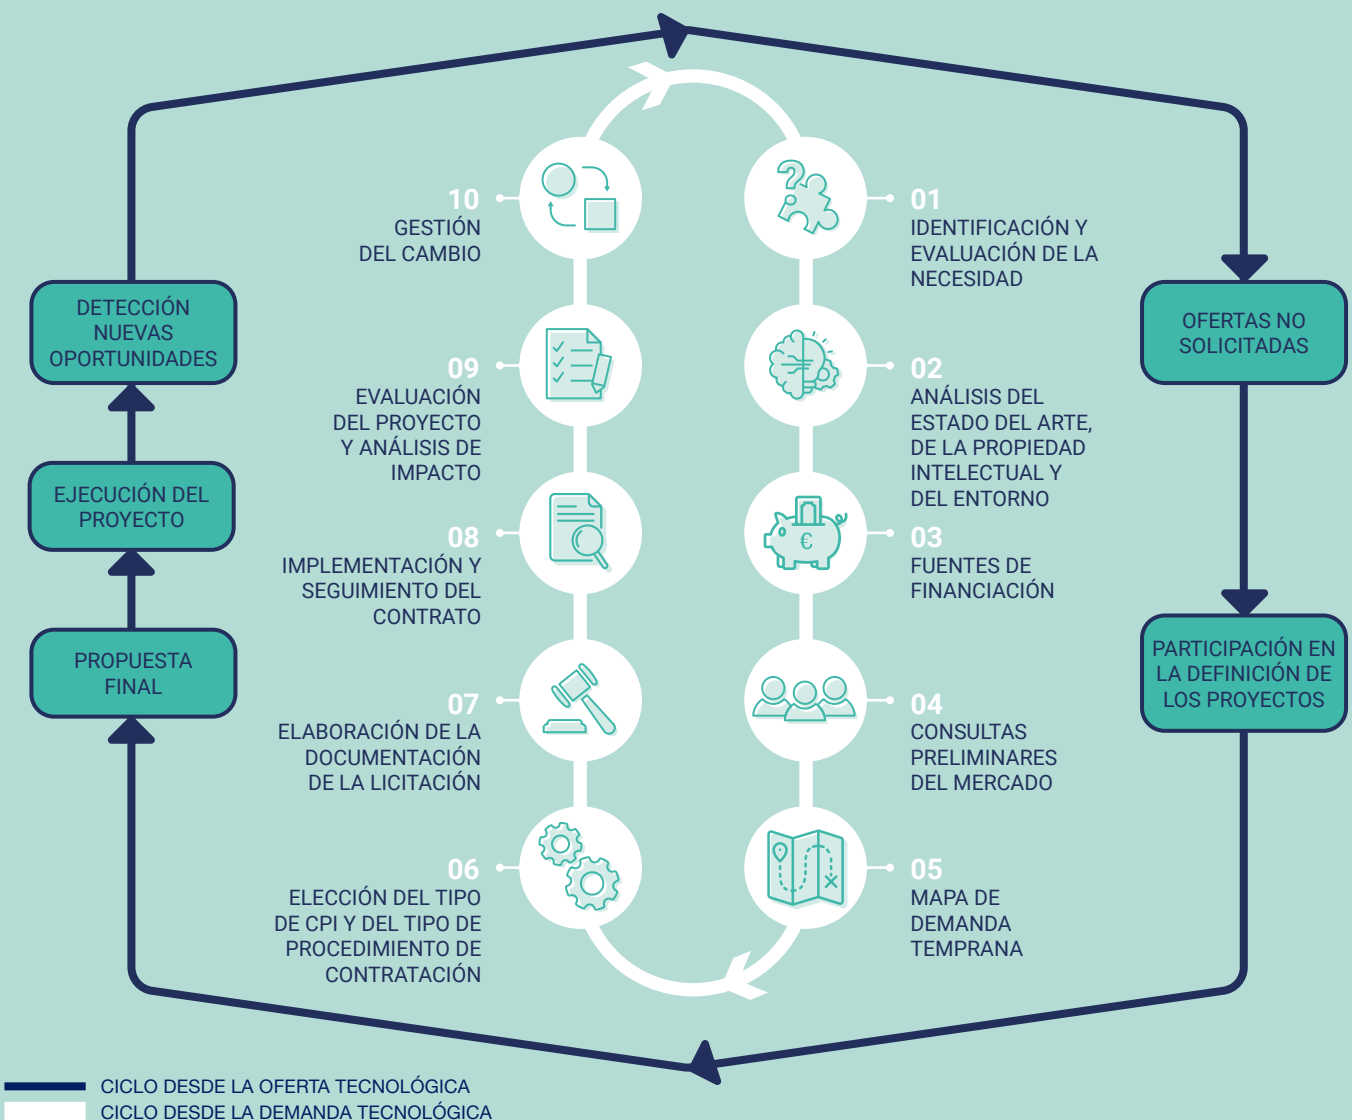 10
GESTIÓN
DEL CAMBIO
01
IDENTIFICACIÓN Y
EVALUACIÓN DE LA
NECESIDAD
DETECCIÓN
NUEVAS
OPORTUNIDADES
OFERTAS NO
SOLICITADAS
09
EVALUACIÓN
DEL PROYECTO
Y ANÁLISIS DE
IMPACTO
02
ANÁLISIS DEL
ESTADO DEL ARTE,
DE LA PROPIEDAD
INTELECTUAL Y
DEL ENTORNO
EJECUCIÓN DEL
PROYECTO
08
IMPLEMENTACIÓN Y
SEGUIMIENTO DEL
CONTRATO
€
03
FUENTES DE
FINANCIACIÓN
PROPUESTA
FINAL
PARTICIPACIÓN EN
LA DEFINICIÓN DE
LOS PROYECTOS
07
ELABORACIÓN DE LA
DOCUMENTACIÓN
DE LA LICITACIÓN
04
CONSULTAS
PRELIMINARES
DEL MERCADO
06
ELECCIÓN DEL TIPO
DE CPI Y DEL TIPO DE
PROCEDIMIENTO DE
CONTRATACIÓN
05
MAPA DE
DEMANDA
TEMPRANA
CICLO DESDE LA OFERTA TECNOLÓGICA
CICLO DESDE LA DEMANDA TECNOLÓGICA